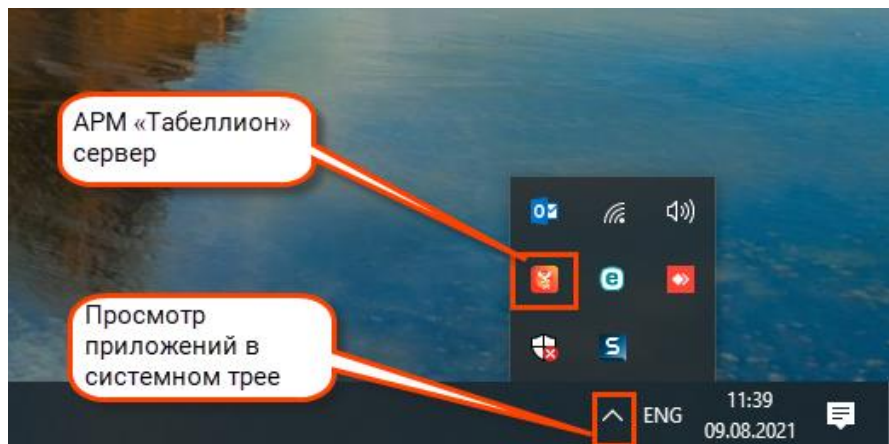 АРМ «Табеллион»
сервер
Просмотр
приложений в
системном трее
ENG
11:39
09.08.2021